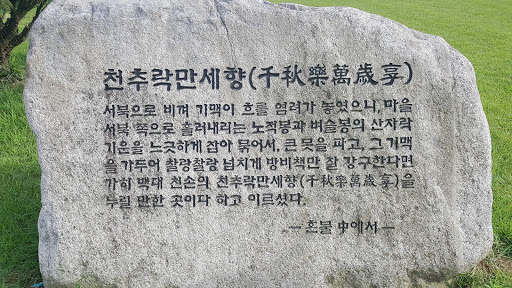 천추락만세향(千秋樂萬歲享)
서북으로 비껴 기맥이 흐를 염려가 놓였으니, 마을
서북 쪽으로 흘러내리는 노적봉과 벼슬봉의 산자락
기운을 느긋하게 잡아 묶어서, 큰 못을 파고, 그 기맥
을 가두어 찰랑찰랑 넘치게 방비책만 잘 강구한다면
가히 백대 천손의 천추락만세향(千秋樂萬歲享)을
누릴 만한 곳이다 하고 이르셨다.
— 혼불 中에서 —